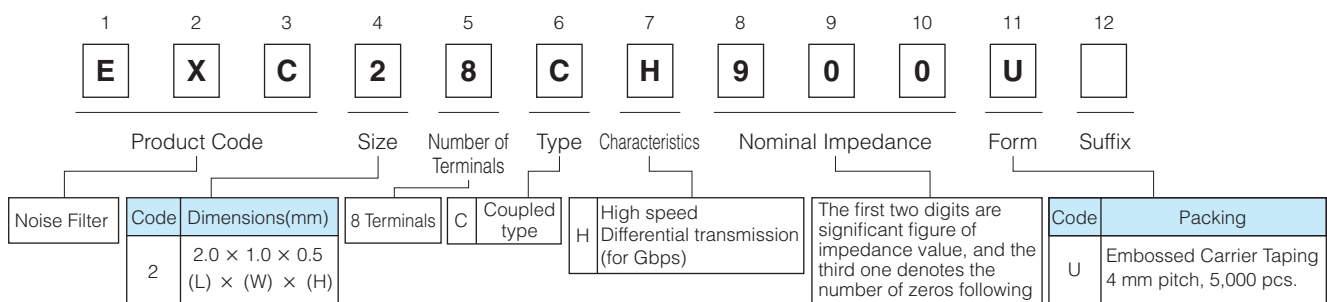 1 2 3 4 5 6 7 8 9 10 11 12
E X C 2 8 C H 9 0 0 U
Product Code Size Number of Terminals Type Characteristics Nominal Impedance Form Suffix
Noise Filter
Code Dimensions(mm)
2 2.0 × 1.0 × 0.5
(L) × (W) × (H)
8 Terminals
C Coupled
type
H High speed
Differential transmission
(for Gbps)
The first two digits are
significant figure of
impedance value, and the
third one denotes the
number of zeros following
Code Packing
U Embossed Carrier Taping
4 mm pitch, 5,000 pcs.